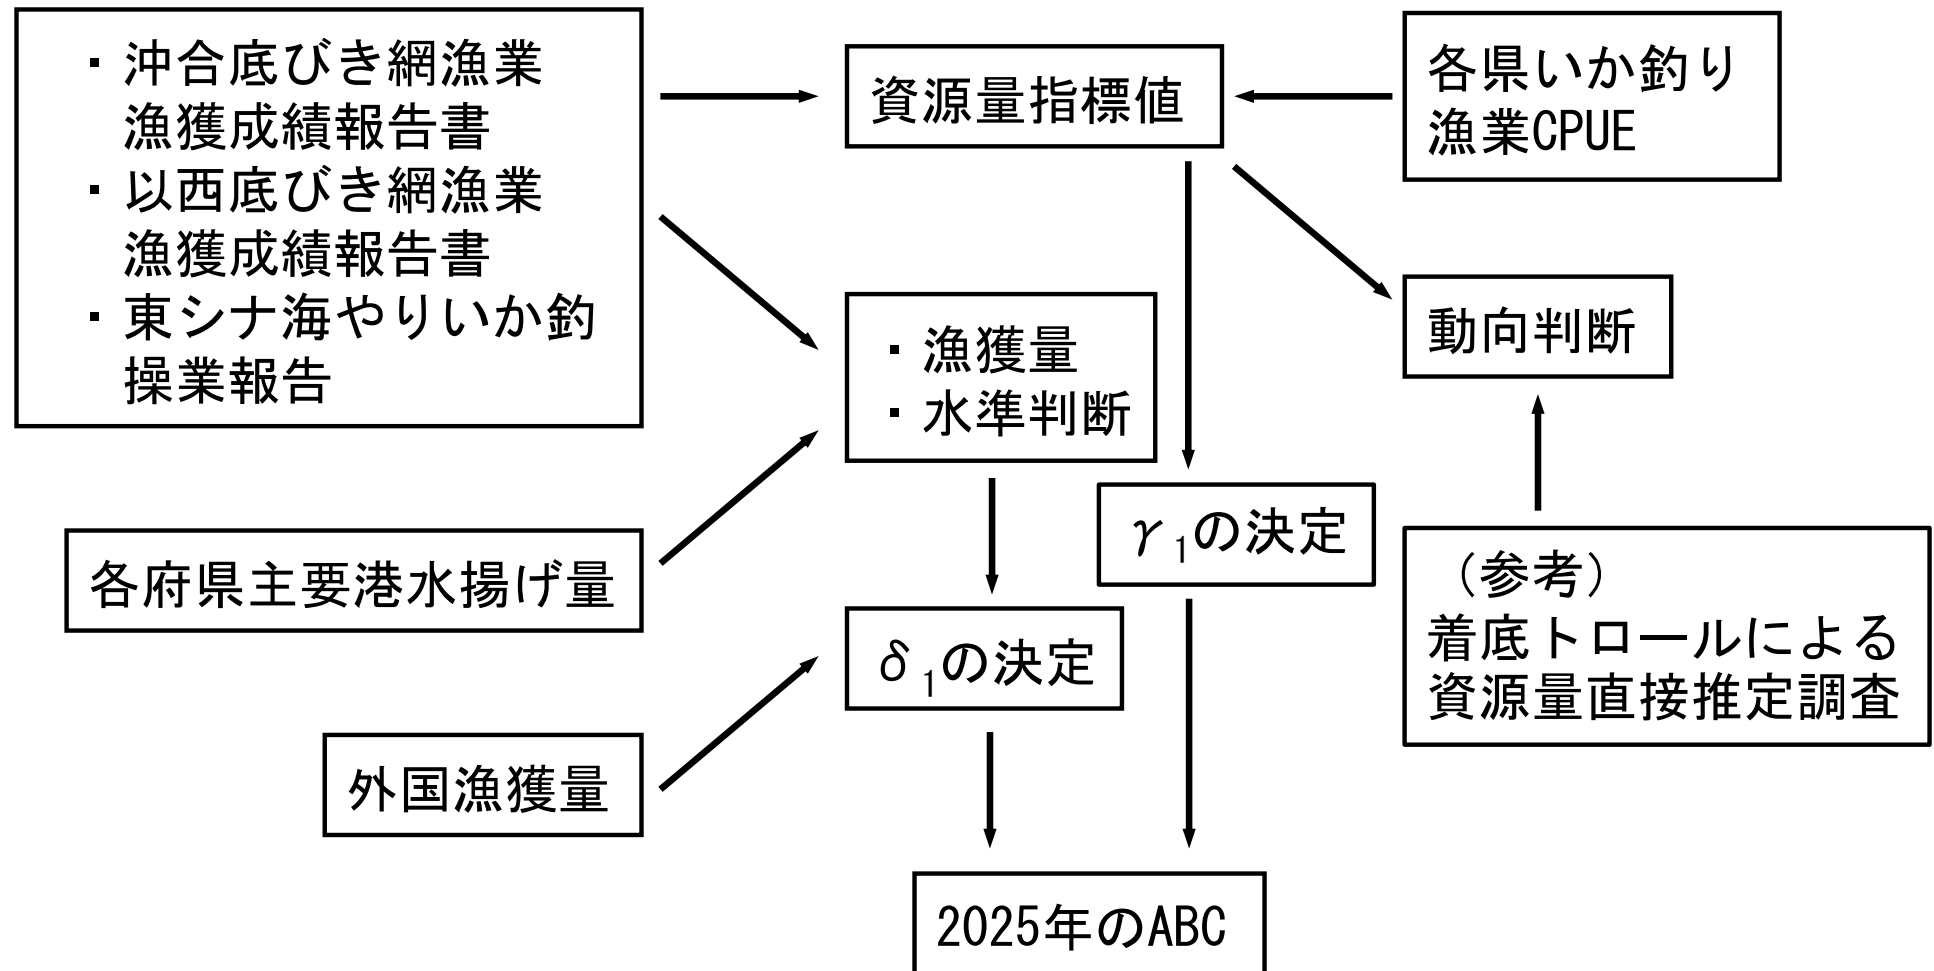 ・沖合底びき網漁業
漁獲成績報告書
・以西底びき網漁業
漁獲成績報告書
・東シナ海やりいか釣
操業報告
資源量指標値
各県いか釣り
漁業CPUE
・漁獲量
・水準判断
動向判断
各府県主要港水揚げ量
γ1の決定
(参考)
着底トロールによる
資源量直接推定調査
δ1の決定
外国漁獲量
2025年のABC